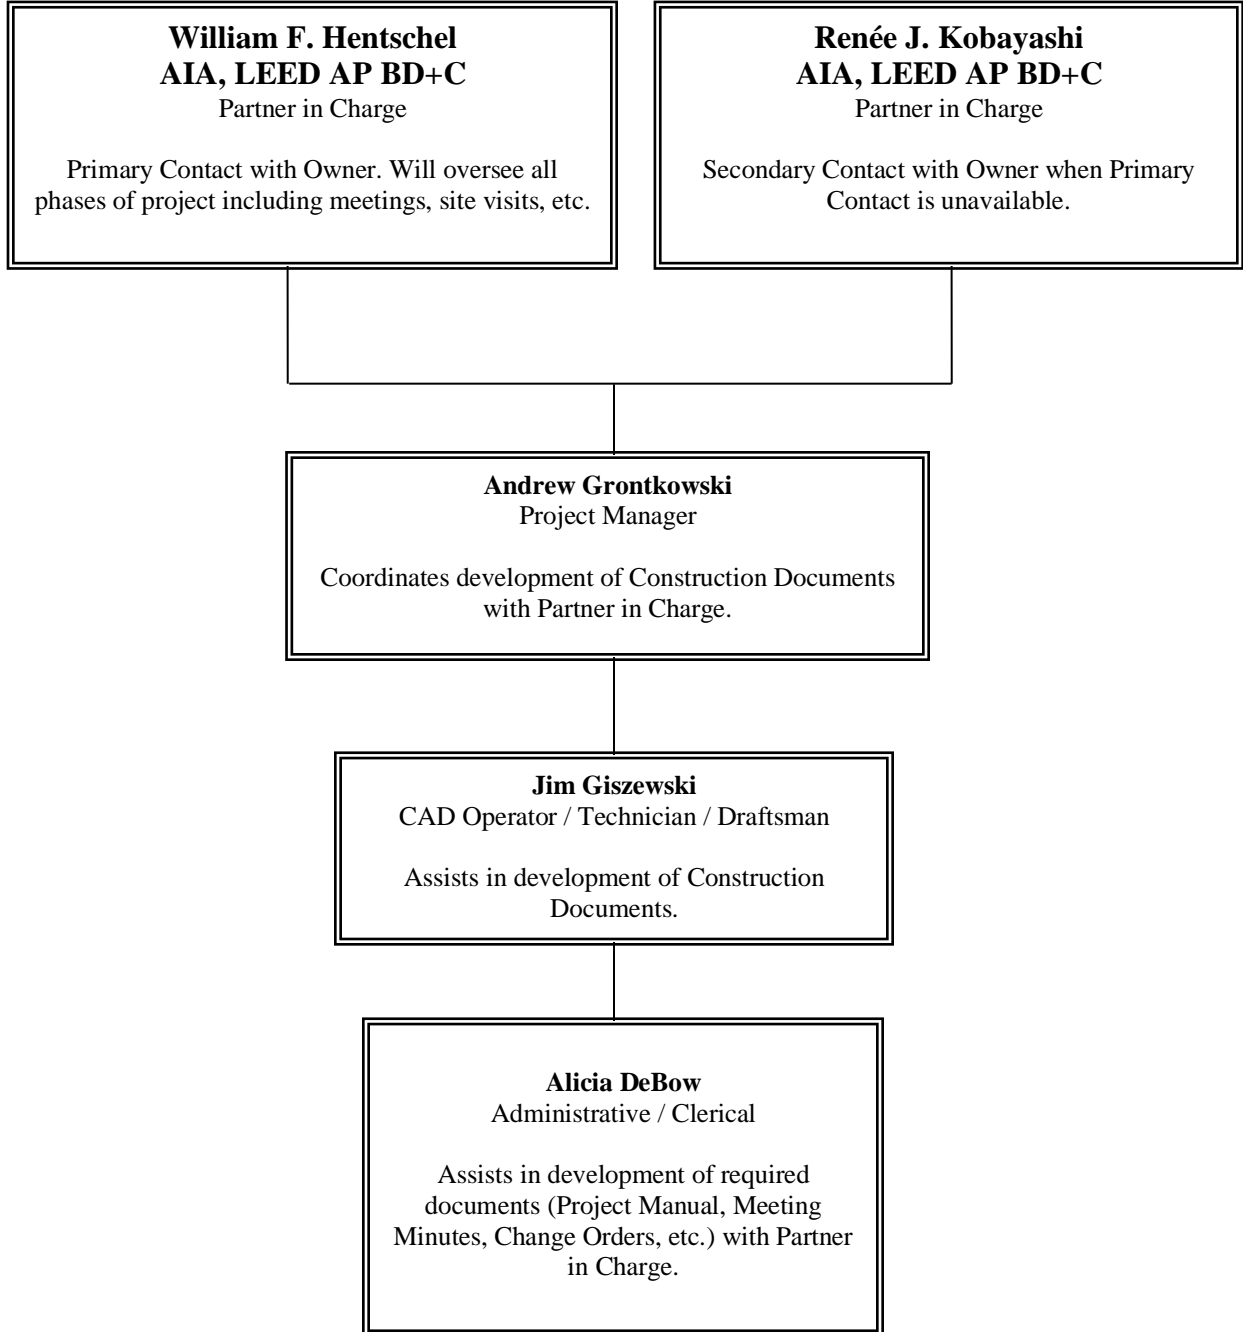 William F. Hentschel
AIA, LEED AP BD+C
Partner in Charge
Primary Contact with Owner. Will oversee all
phases of project including meetings, site visits, etc.
Renée J. Kobayashi
AIA, LEED AP BD+C
Partner in Charge
Secondary Contact with Owner when Primary
Contact is unavailable.
Andrew Grontkowski
Project Manager
Coordinates development of Construction Documents
with Partner in Charge.
Jim Giszewski
CAD Operator / Technician / Draftsman
Assists in development of Construction
Documents.
Alicia DeBow
Administrative / Clerical
Assists in development of required
documents (Project Manual, Meeting
Minutes, Change Orders, etc.) with Partner
in Charge.